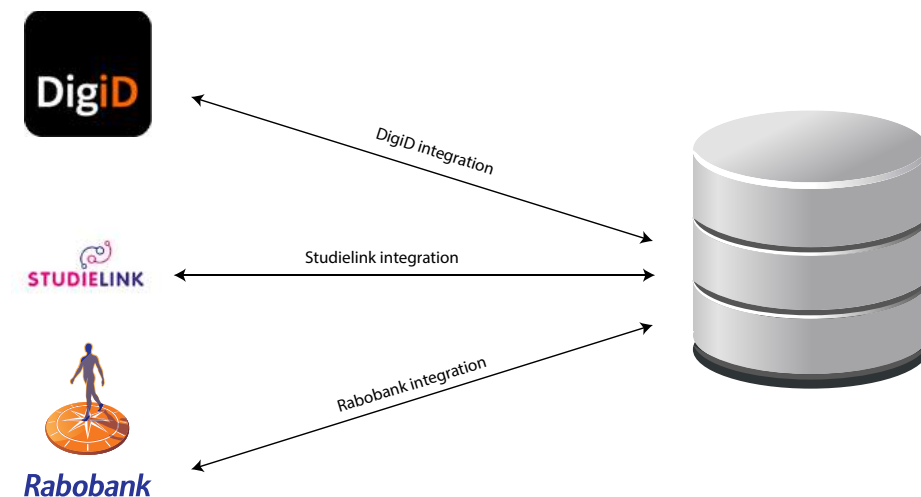 DigiD
DigiD integration
STUDIELINK
Studielink integration
Rabobank integration
Rabobank